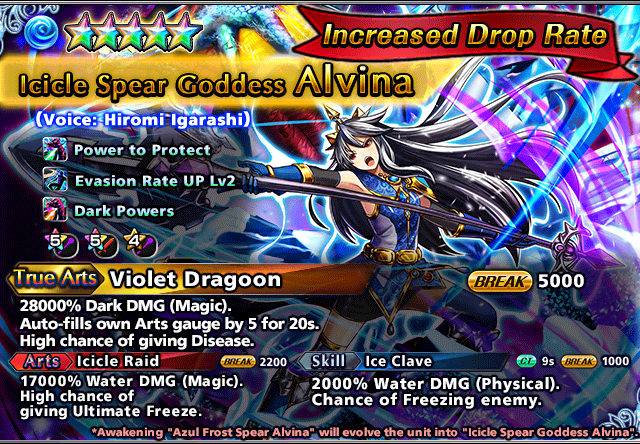 Increased Drop Rate
Icicle Spear Goddess Alvina
(Voice: Hiromi Igarashi)
Power to Protect
Evasion Rate UP Lv2
Dark Powers
5 5 4
True Arts Violet Dragoon BREAK 5000
28000% Dark DMG (Magic).
Auto-fills own Arts gauge by 5 for 20s.
High chance of giving Disease.
Arts Icicle Raid BREAK 2200
17000% Water DMG (Magic).
High chance of
giving Ultimate Freeze.
Skill Ice Clave C.T. 9s BREAK 1000
2000% Water DMG (Physical).
Chance of Freezing enemy.
*Awakening "Azul Frost Spear Alvina" will evolve the unit into "Icicle Spear Goddess Alvina".